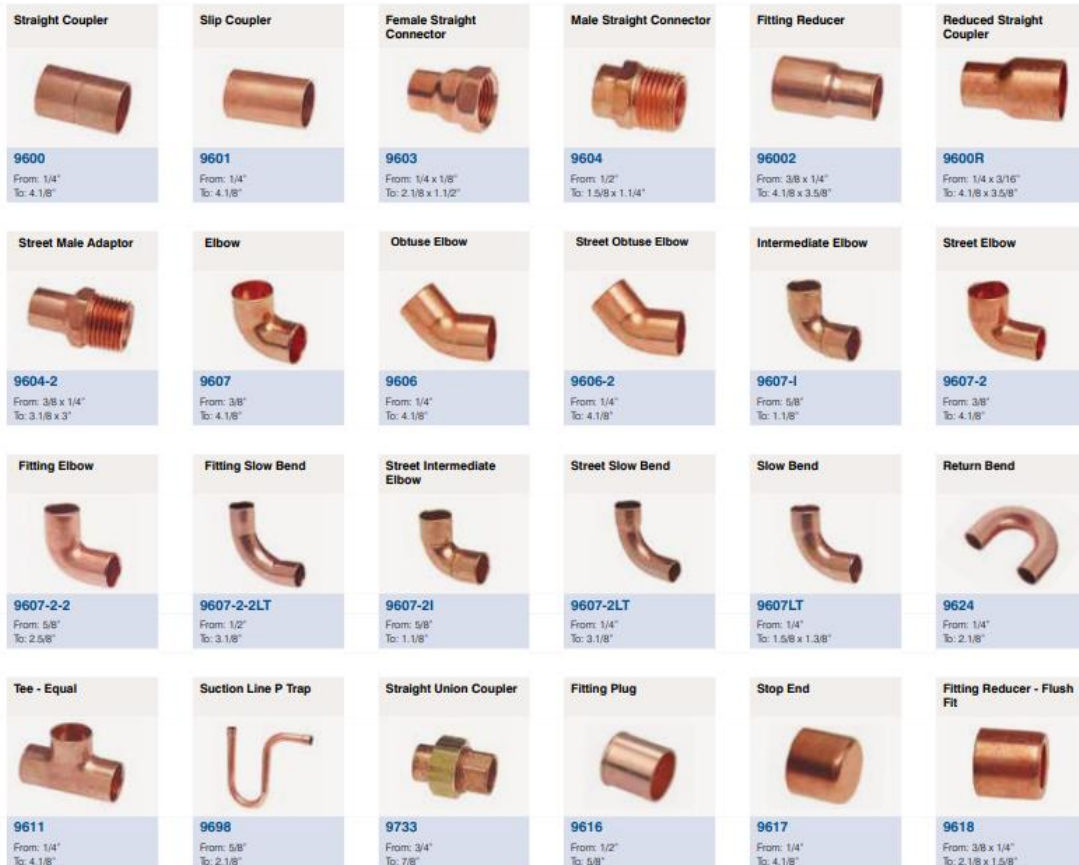 Straight Coupler
9600
From: 1/4"
To: 4.1/8"
Slip Coupler
9601
From: 1/4"
To: 4.1/8"
Female Straight
Connector
9603
From: 1/4 x 1/8"
To: 2.1/8 x 1.1/2"
Male Straight Connector
9604
From: 1/2"
To: 1.5/8 x 1.1/4"
Fitting Reducer
96002
From: 3/8 x 1/4"
To: 4.1/8 x 3.5/8"
Reduced Straight
Coupler
9600R
From: 1/4 x 3/16"
To: 4.1/8 x 3.5/8"
Street Male Adaptor
9604-2
From: 3/8 x 1/4"
To: 3.1/8 x 3"
Elbow
9607
From: 3/8"
To: 4.1/8"
Obtuse Elbow
9606
From: 1/4"
To: 4.1/8"
Street Obtuse Elbow
9606-2
From: 1/4"
To: 4.1/8"
Intermediate Elbow
9607-I
From: 5/8"
To: 1.1/8"
Street Elbow
9607-2
From: 3/8"
To: 4.1/8"
Fitting Elbow
9607-2-2
From: 5/8"
To: 2.5/8"
Fitting Slow Bend
9607-2-2LT
From: 1/2"
To: 3.1/8"
Street Intermediate
Elbow
9607-2I
From: 5/8"
To: 1.1/8"
Street Slow Bend
9607-2LT
From: 1/4"
To: 3.1/8"
Slow Bend
9607LT
From: 1/4"
To: 1.5/8 x 1.3/8"
Return Bend
9624
From: 1/4"
To: 2.1/8"
Tee - Equal
9611
From: 1/4"
To: 4.1/8"
Suction Line P Trap
9698
From: 5/8"
To: 2.1/8"
Straight Union Coupler
9733
From: 3/4"
To: 7/8"
Fitting Plug
9616
From: 1/2"
To: 5/8"
Stop End
9617
From: 1/4"
To: 4.1/8"
Fitting Reducer - Flush
Fit
9618
From: 3/8 x 1/4"
To: 2.1/8 x 1.5/8"